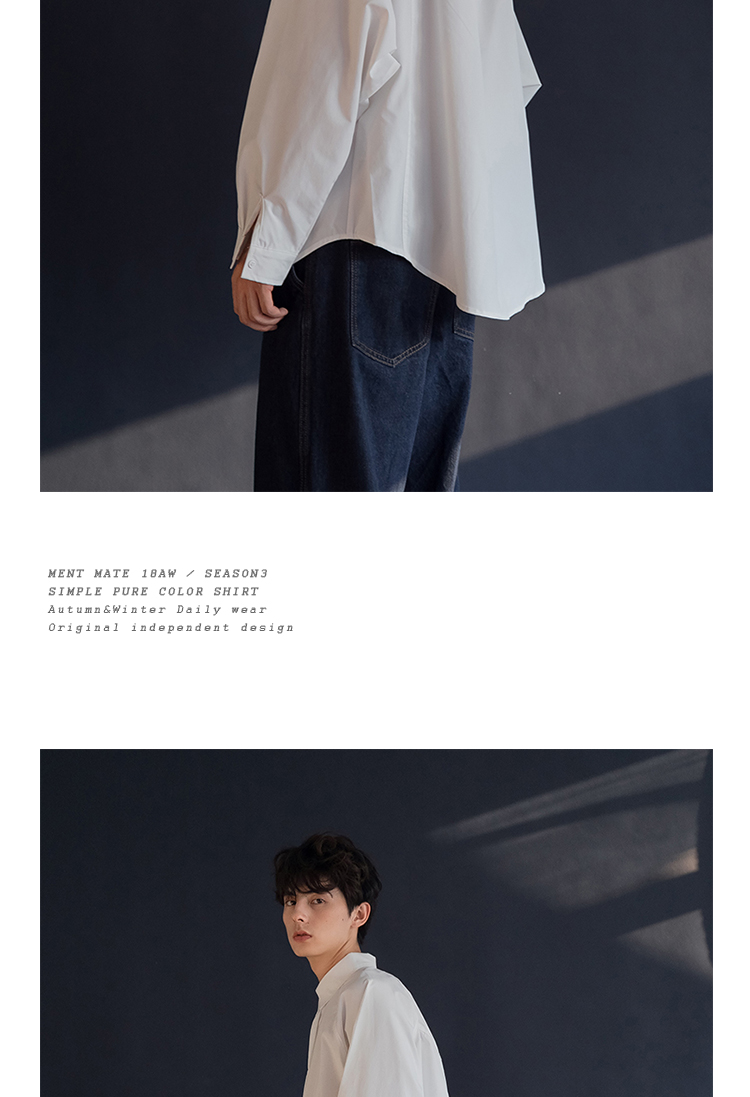 MENT MATE 18AW / SEASON3
SIMPLE PURE COLOR SHIRT
Autumn&Winter Daily wear
Original independent design